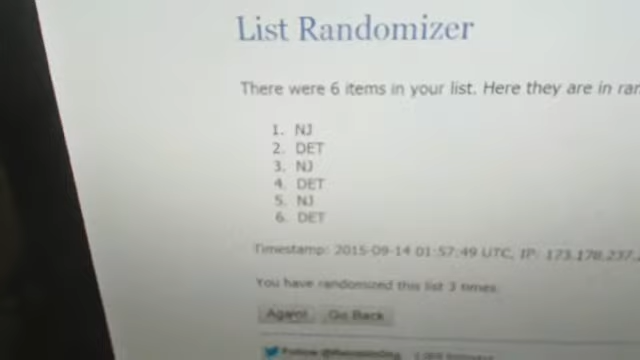 List Randomizer
There were 6 items in your list. Here they are in ran
1. NJ
2. DET
3. NJ
4. DET
5. NJ
6. DET
Timestamp: 2015-09-14 01:57:49 UTC, IP: 173.178.237.
You have randomized this list 3 times.
Again! Go Back
Follow